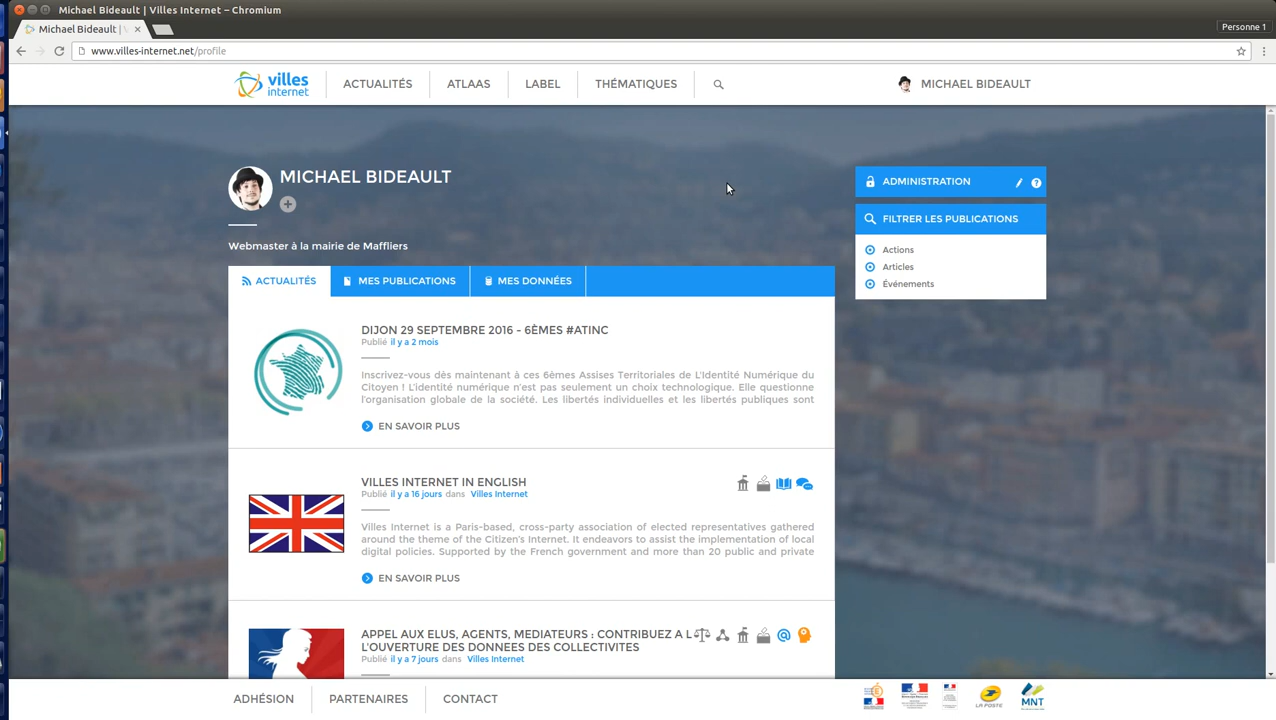 Michael Bideault | Villes Internet – Chromium
Michael Bideault | V
Personne 1
www.villes-internet.net/profile
villes
internet
ACTUALITÉS
ATLAAS
LABEL
THÉMATIQUES
MICHAEL BIDEAULT
MICHAEL BIDEAULT
Webmaster à la mairie de Maffliers
ADMINISTRATION
FILTRER LES PUBLICATIONS
Actions
Articles
Événements
ACTUALITÉS
MES PUBLICATIONS
MES DONNÉES
DIJON 29 SEPTEMBRE 2016 - 6ÈMES #ATINC
Publié il y a 2 mois
Inscrivez-vous dès maintenant à ces 6èmes Assises Territoriales de L'Identité Numérique du
Citoyen ! L'identité numérique n'est pas seulement un choix technologique. Elle questionne
l'organisation globale de la société. Les libertés individuelles et les libertés publiques sont
EN SAVOIR PLUS
VILLES INTERNET IN ENGLISH
Publié il y a 16 jours dans Villes Internet
Villes Internet is a Paris-based, cross-party association of elected representatives gathered
around the theme of the Citizen's Internet. It endeavors to assist the implementation of local
digital policies. Supported by the French government and more than 20 public and private
EN SAVOIR PLUS
APPEL AUX ELUS, AGENTS, MEDIATEURS : CONTRIBUEZ A L
L'OUVERTURE DES DONNEES DES COLLECTIVITES
Publié il y a 7 jours dans Villes Internet
ADHÉSION
PARTENAIRES
CONTACT
LA POSTE
MNT